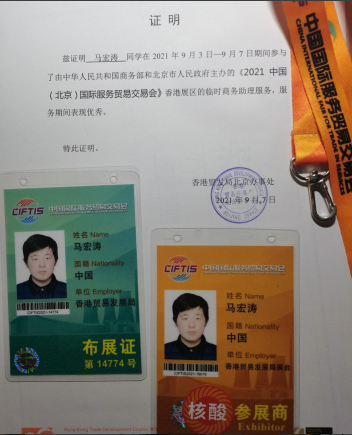 证 明
兹证明 马宏涛 同学在 2021 年 9 月 3 日—9 月 7 日期间参与
了由中华人民共和国商务部和北京市人民政府主办的《2021 中国
（北京）国际服务贸易交易会》香港展区的临时商务助理服务，服
务期间表现优秀。
特此证明。
香港贸发局北京办事处
2021 年 9 月 7 日
中国国际服务贸易交易会
CHINA INTERNATIONAL FAIR FOR TRADE
CIFTIS 中国国际服务贸易交易会
姓名 Name
马宏涛
国籍 Nationality
中国
单位 Employer
香港贸易发展局
CIFTIS2021-14774
布展证
第 14774 号
CIFTIS 中国国际服务贸易交易会
姓名 Name
马宏涛
国籍 Nationality
中国
单位 Employer
香港贸易发展局
核酸 参展商
Exhibitor